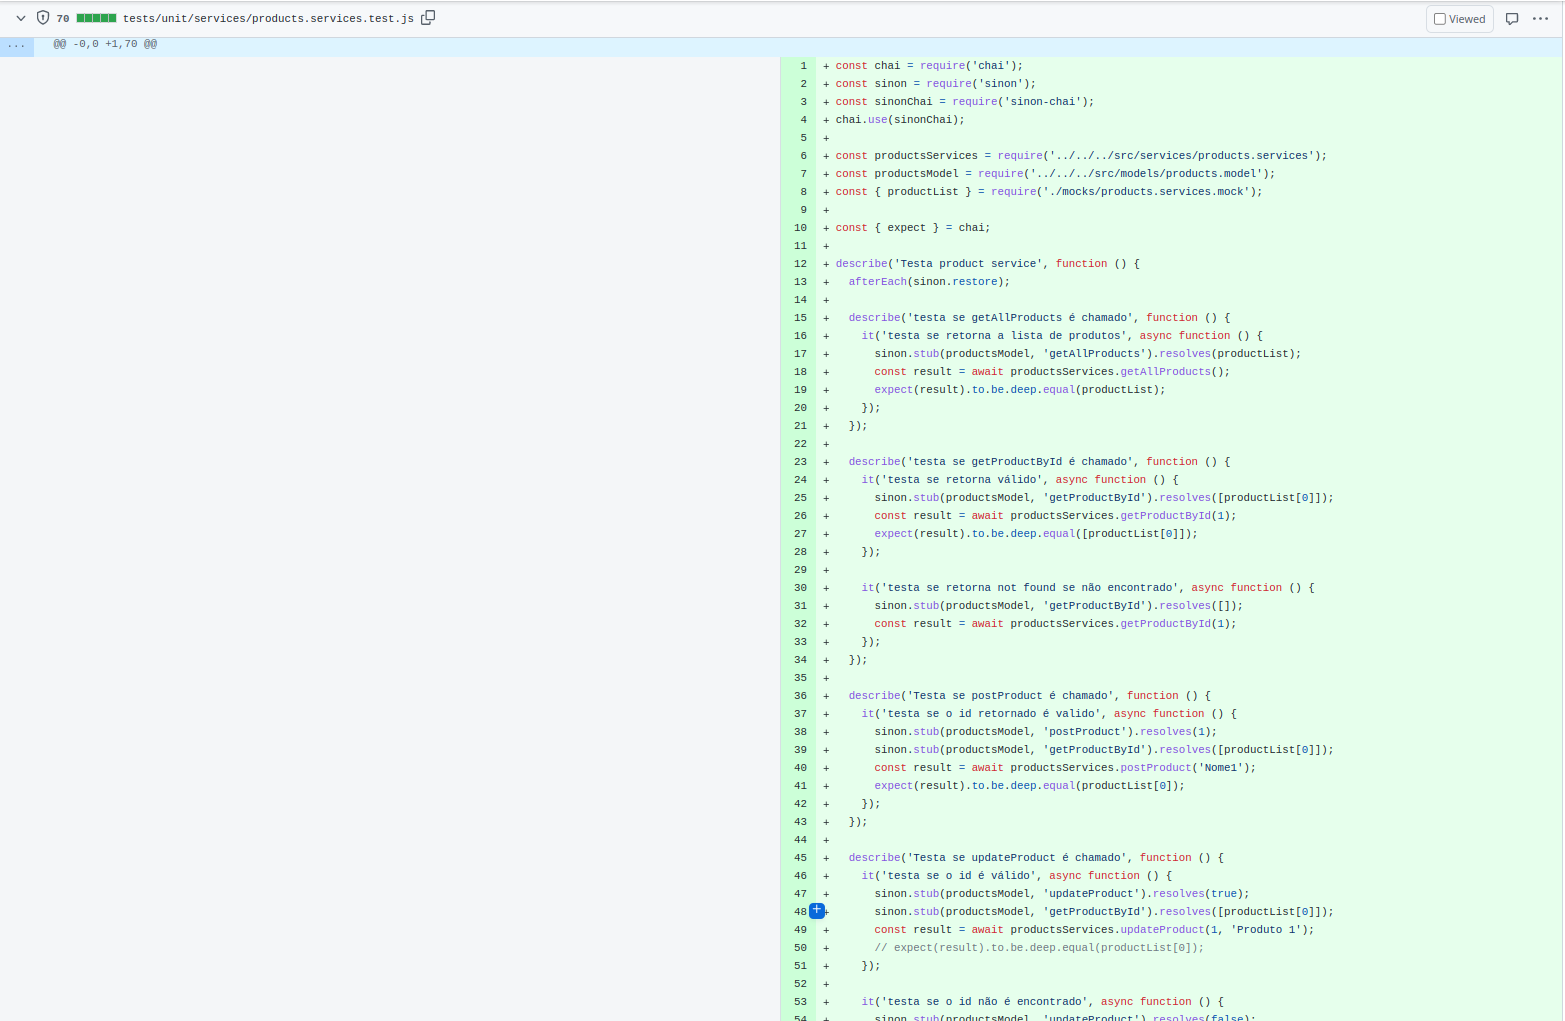 70 tests/unit/services/products.services.test.js Viewed
... @@ -0,0 +1,70 @@
1 + const chai = require('chai');
2 + const sinon = require('sinon');
3 + const sinonChai = require('sinon-chai');
4 + chai.use(sinonChai);
5 +
6 + const productsServices = require('../../../src/services/products.services');
7 + const productsModel = require('../../../src/models/products.model');
8 + const { productList } = require('./mocks/products.services.mock');
9 +
10 + const { expect } = chai;
11 +
12 + describe('Testa product service', function () {
13 +   afterEach(sinon.restore);
14 +
15 +   describe('testa se getAllProducts é chamado', function () {
16 +     it('testa se retorna a lista de produtos', async function () {
17 +       sinon.stub(productsModel, 'getAllProducts').resolves(productList);
18 +       const result = await productsServices.getAllProducts();
19 +       expect(result).to.be.deep.equal(productList);
20 +     });
21 +   });
22 +
23 +   describe('testa se getProductById é chamado', function () {
24 +     it('testa se retorna válido', async function () {
25 +       sinon.stub(productsModel, 'getProductById').resolves([productList[0]]);
26 +       const result = await productsServices.getProductById(1);
27 +       expect(result).to.be.deep.equal([productList[0]]);
28 +     });
29 +
30 +     it('testa se retorna not found se não encontrado', async function () {
31 +       sinon.stub(productsModel, 'getProductById').resolves([]);
32 +       const result = await productsServices.getProductById(1);
33 +     });
34 +   });
35 +
36 +   describe('Testa se postProduct é chamado', function () {
37 +     it('testa se o id retornado é valido', async function () {
38 +       sinon.stub(productsModel, 'postProduct').resolves(1);
39 +       sinon.stub(productsModel, 'getProductById').resolves([productList[0]]);
40 +       const result = await productsServices.postProduct('Nome1');
41 +       expect(result).to.be.deep.equal(productList[0]);
42 +     });
43 +   });
44 +
45 +   describe('Testa se updateProduct é chamado', function () {
46 +     it('testa se o id é válido', async function () {
47 +       sinon.stub(productsModel, 'updateProduct').resolves(true);
48 +       sinon.stub(productsModel, 'getProductById').resolves([productList[0]]);
49 +       const result = await productsServices.updateProduct(1, 'Produto 1');
50 +       // expect(result).to.be.deep.equal(productList[0]);
51 +     });
52 +
53 +     it('testa se o id não é encontrado', async function () {
54 +       sinon.stub(productsModel, 'updateProduct').resolves(false);